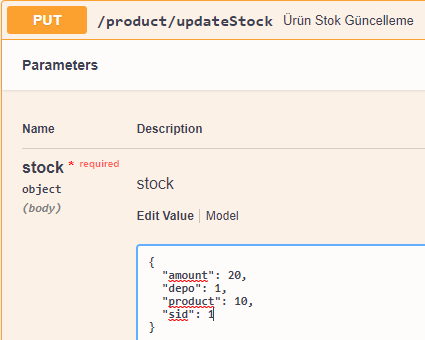 PUT /product/updateStock Ürün Stok Güncelleme
Parameters
Name Description
stock * required
object
(body)
stock
Edit Value Model
{
"amount": 20,
"depo": 1,
"product": 10,
"sid": 1
}